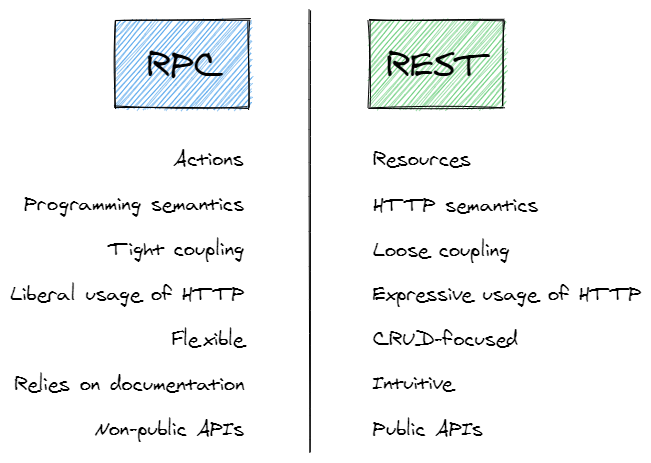 RPC
REST
Actions
Resources
Programming semantics
HTTP semantics
Tight coupling
Loose coupling
Liberal usage of HTTP
Expressive usage of HTTP
Flexible
CRUD-focused
Relies on documentation
Intuitive
Non-public APIs
Public APIs